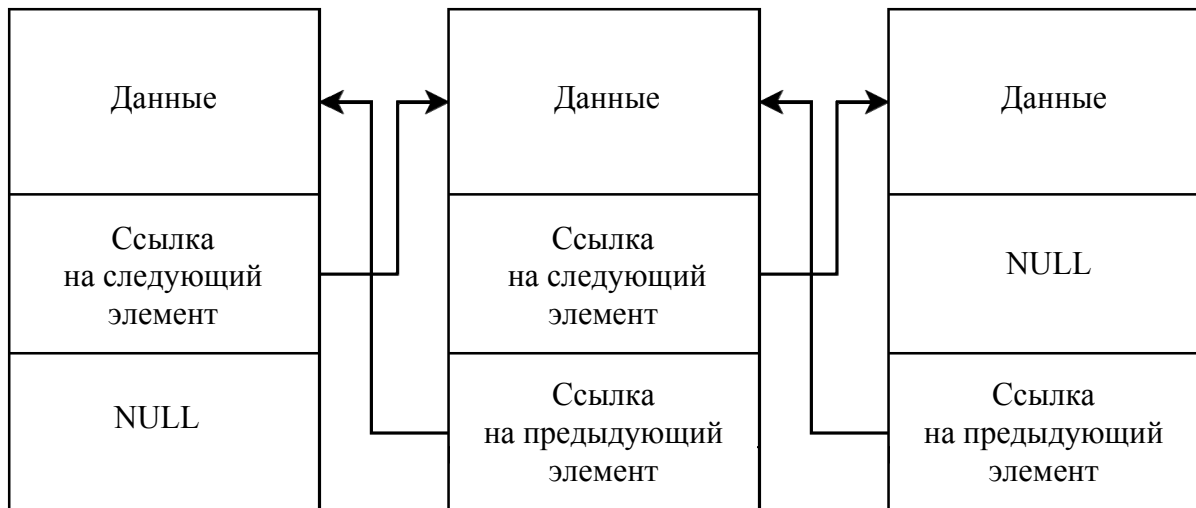 Данные
Ссылка
на следующий
элемент
NULL
Данные
Ссылка
на следующий
элемент
Ссылка
на предыдующий
элемент
Данные
NULL
Ссылка
на предыдующий
элемент